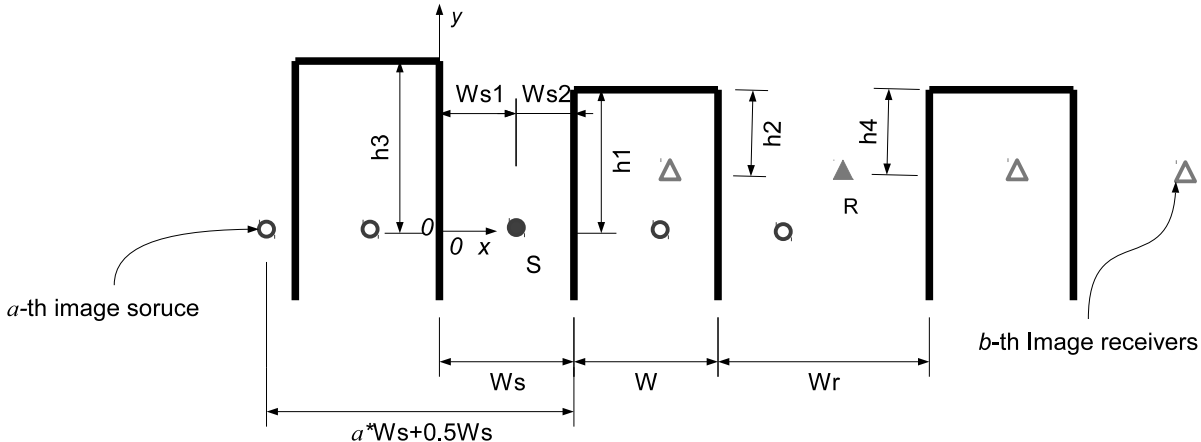 y
Ws1
Ws2
h3
h1
h2
h4
0
0
x
S
R
a-th image soruce
b-th Image receivers
Ws
W
Wr
a*Ws+0.5Ws